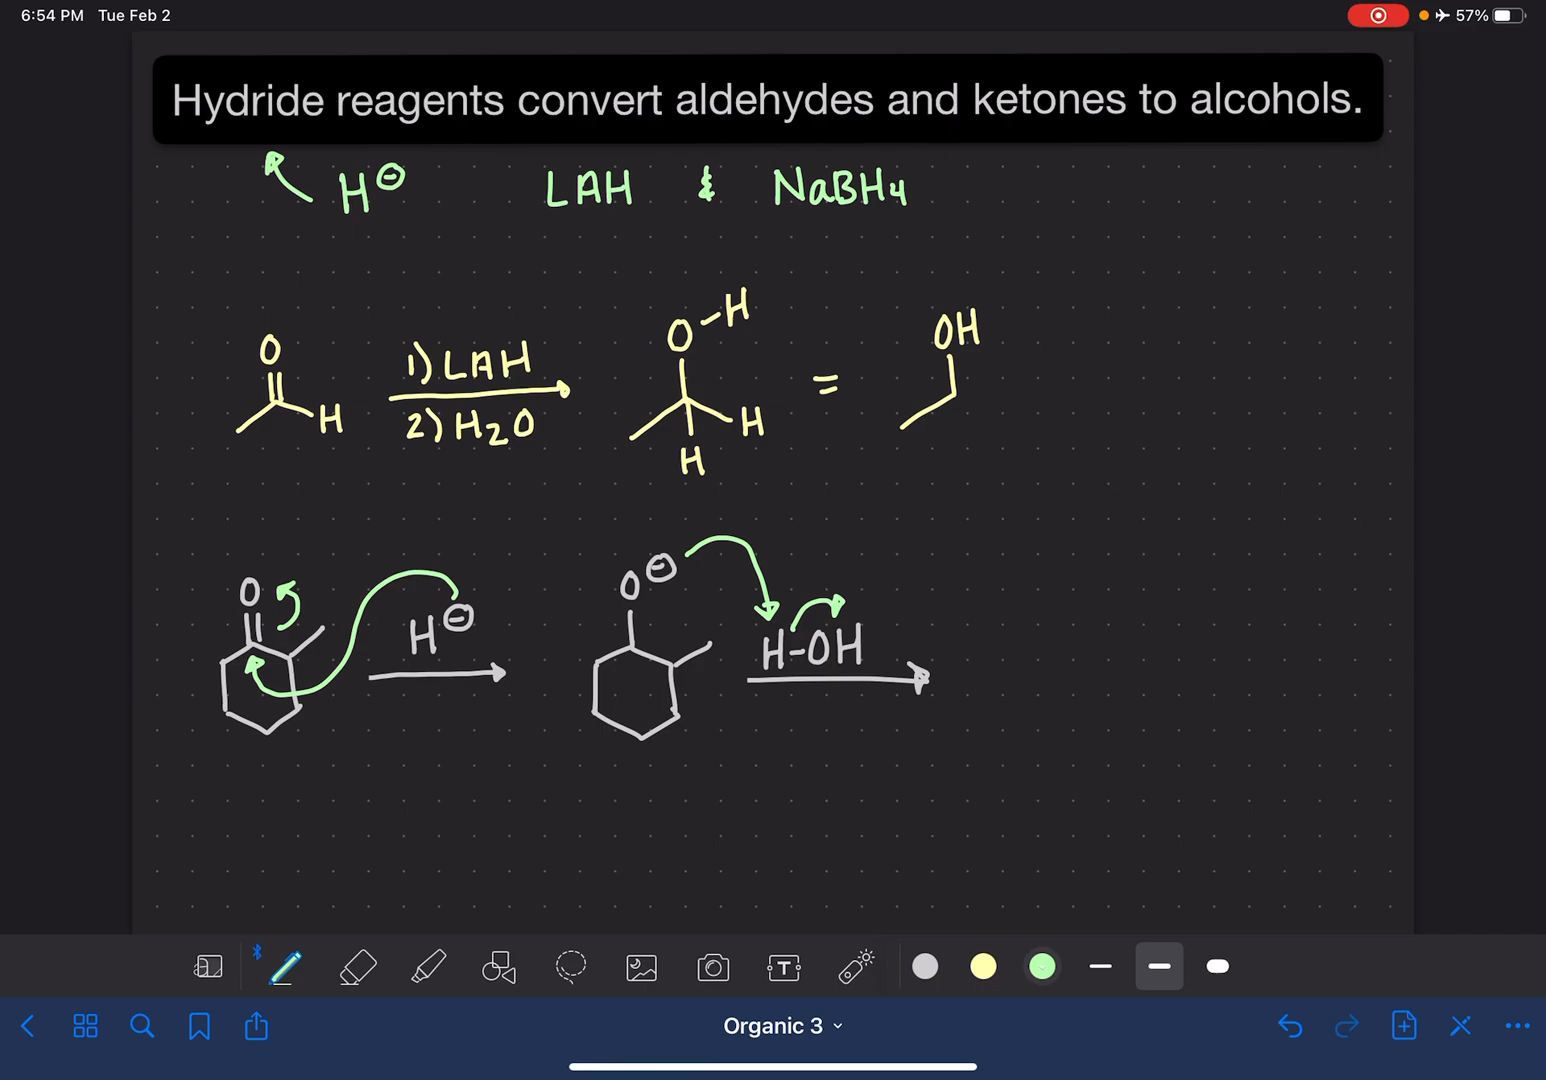 6:54 PM Tue Feb 2
57%
Hydride reagents convert aldehydes and ketones to alcohols.
H⊖ LAH & NaBH4
O
H
1) LAH
2) H2O
O-H
H
H
=
OH
O
H⊖
O⊖
H-OH
T
Organic 3